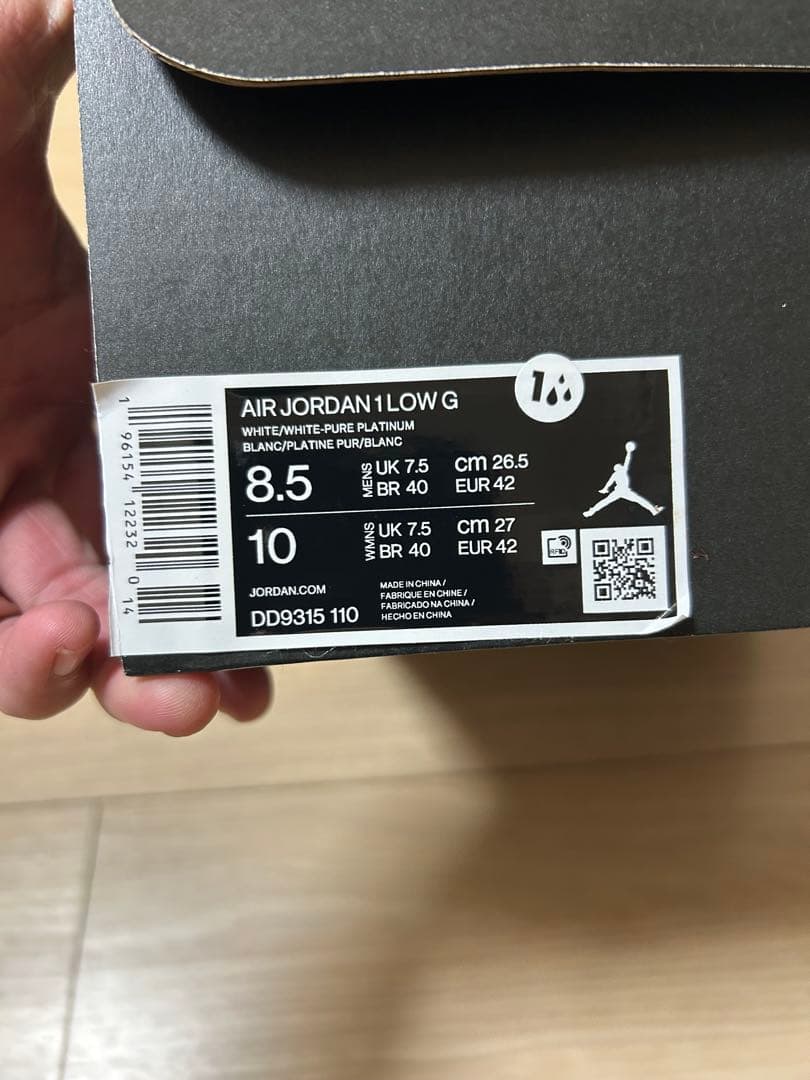 AIR JORDAN 1 LOW G
WHITE/WHITE-PURE PLATINUM
BLANC/PLATINE PUR/BLANC
8.5 MENS UK 7.5 cm 26.5
BR 40 EUR 42
10 WMNS UK 7.5 cm 27
BR 40 EUR 42
RFID
JORDAN.COM
DD9315 110
MADE IN CHINA /
FABRIQUE EN CHINE /
FABRICADO NA CHINA /
HECHO EN CHINA
1
1 96154 12232 0 14